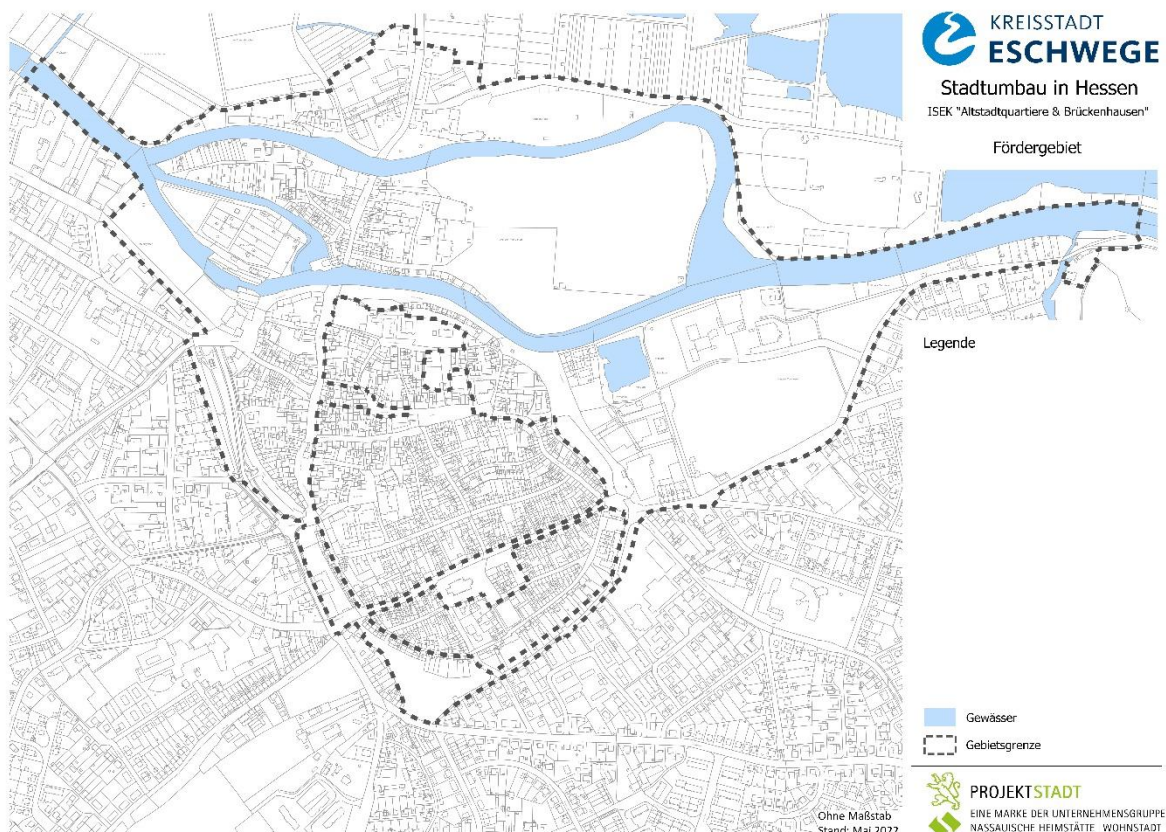 KREISSTADT
ESCHWEGE
Stadtumbau in Hessen
ISEK "Altstadtquartiere & Brückenhausen"
Fördergebiet
Legende
Gewässer
Gebietsgrenze
Ohne Maßstab
Stand: Mai 2022
PROJEKTSTADT
EINE MARKE DER UNTERNEHMENSGRUPPE
NASSAUISCHE HEIMSTÄTTE WOHNSTADT